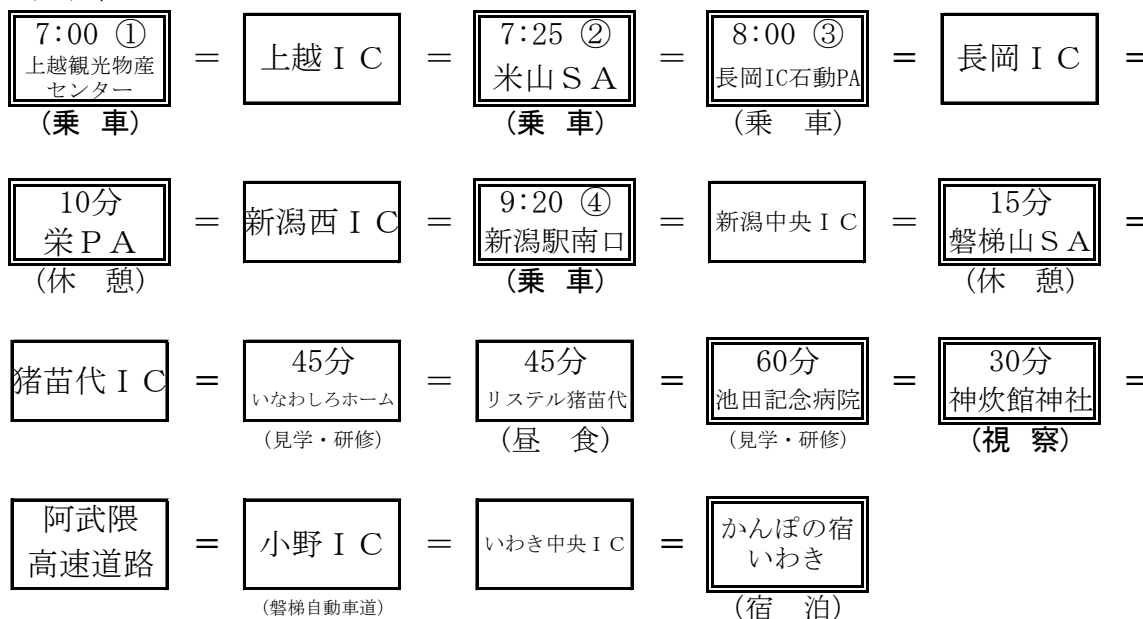 7:00 ① = 上越ＩＣ = 7:25 ② = 8:00 ③ = 長岡ＩＣ =
上越観光物産
センター
米山ＳＡ
長岡IC石動PA
(乗 車) (乗 車) (乗 車)
10分 = 新潟西ＩＣ = 9:20 ④ = 新潟中央ＩＣ = 15分 =
栄ＰＡ 新潟駅南口 磐梯山ＳＡ
(休 憩) (乗 車) (休 憩)
猪苗代ＩＣ = 45分 = 45分 = 60分 = 30分 =
いなわしろホーム リステル猪苗代 池田記念病院 神炊館神社
(見学・研修) (昼 食) (見学・研修) (視 察)
阿武隈
高速道路
= 小野ＩＣ = いわき中央ＩＣ = かんぽの宿
いわき
(磐梯自動車道) (宿 泊)